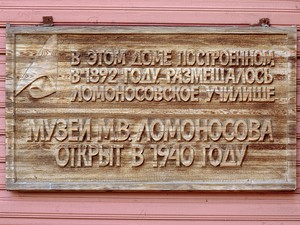 В ЭТОМ ДОМЕ ПОСТРОЕННОМ
В 1892 ГОДУ РАЗМЕЩАЛОСЬ
ЛОМОНОСОВСКОЕ УЧИЛИЩЕ
МУЗЕЙ М.В. ЛОМОНОСОВА
ОТКРЫТ В 1940 ГОДУ